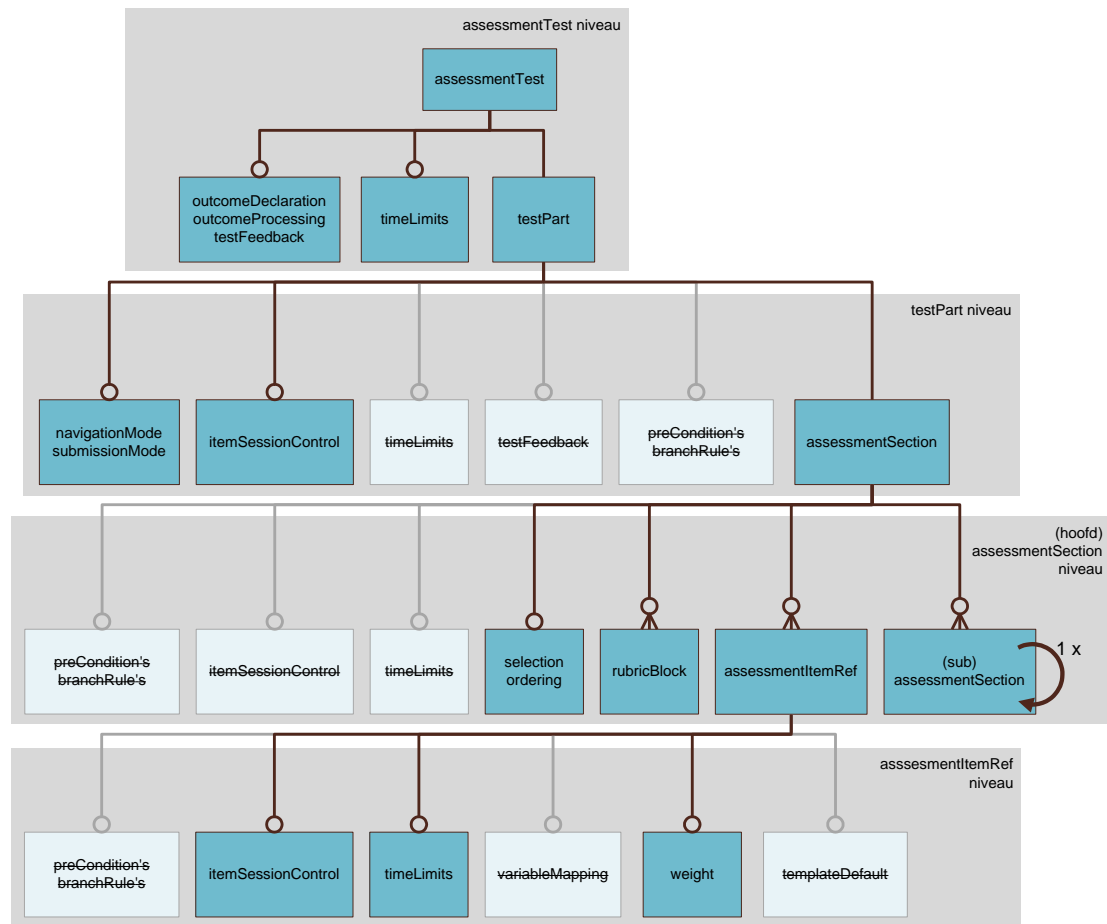 assessmentTest niveau
assessmentTest
outcomeDeclaration
outcomeProcessing
testFeedback
timeLimits
testPart
testPart niveau
navigationMode
submissionMode
itemSessionControl
timeLimits
testFeedback
preCondition's
branchRule's
assessmentSection
(hoofd)
assessmentSection
niveau
preCondition's
branchRule's
itemSessionControl
timeLimits
selection
ordering
rubricBlock
assessmentItemRef
(sub)
assessmentSection
1 x
asssesmentItemRef
niveau
preCondition's
branchRule's
itemSessionControl
timeLimits
variableMapping
weight
templateDefault